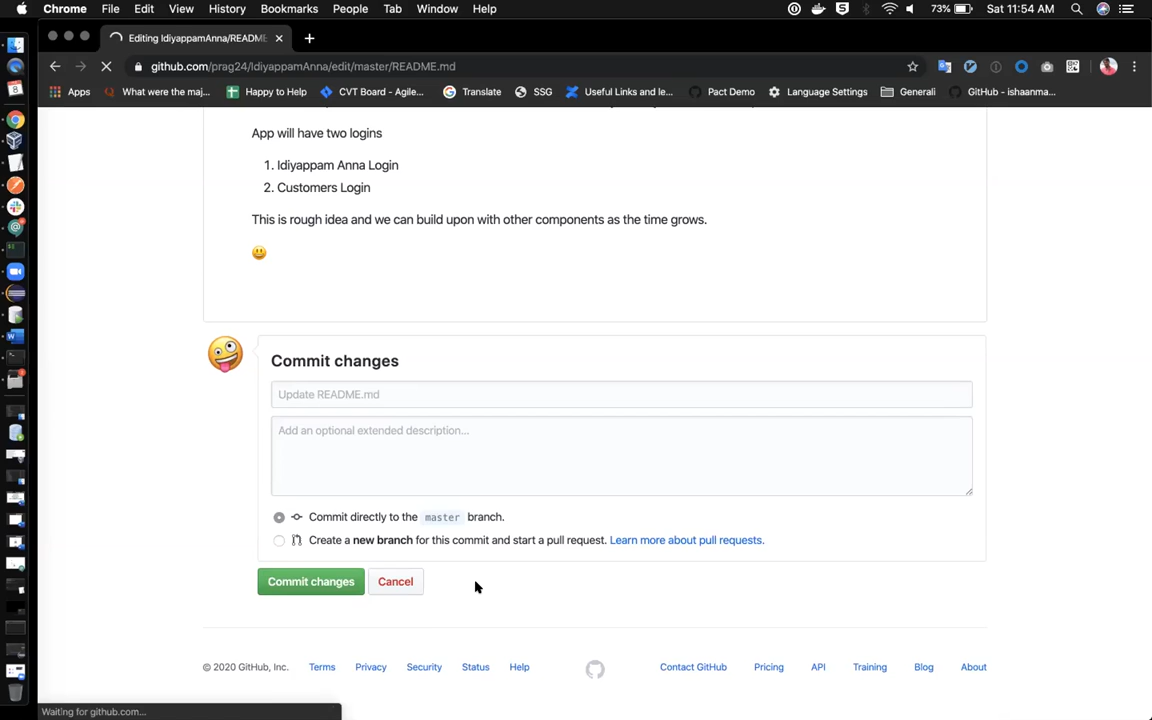 Chrome File Edit View History Bookmarks People Tab Window Help 73% Sat 11:54 AM
Editing IdiyappamAnna/README
github.com/prag24/IdiyappamAnna/edit/master/README.md
Apps What were the maj... Happy to Help CVT Board - Agile... Translate SSG Useful Links and le... Pact Demo Language Settings Generali GitHub - ishaanma...
App will have two logins
1. Idiyappam Anna Login
2. Customers Login
This is rough idea and we can build upon with other components as the time grows.
Commit changes
Update README.md
Add an optional extended description...
Commit directly to the master branch.
Create a new branch for this commit and start a pull request. Learn more about pull requests.
Commit changes Cancel
© 2020 GitHub, Inc. Terms Privacy Security Status Help Contact GitHub Pricing API Training Blog About
Waiting for github.com...